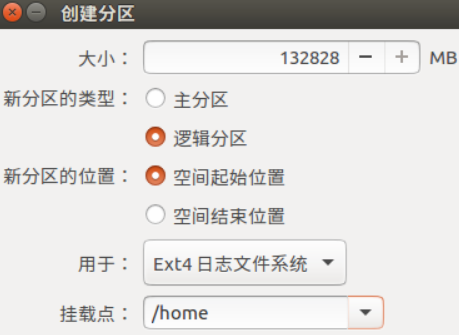 创建分区
大小： 132828 − + MB
新分区的类型： 主分区
逻辑分区
新分区的位置： 空间起始位置
空间结束位置
用于： Ext4 日志文件系统
挂载点： /home